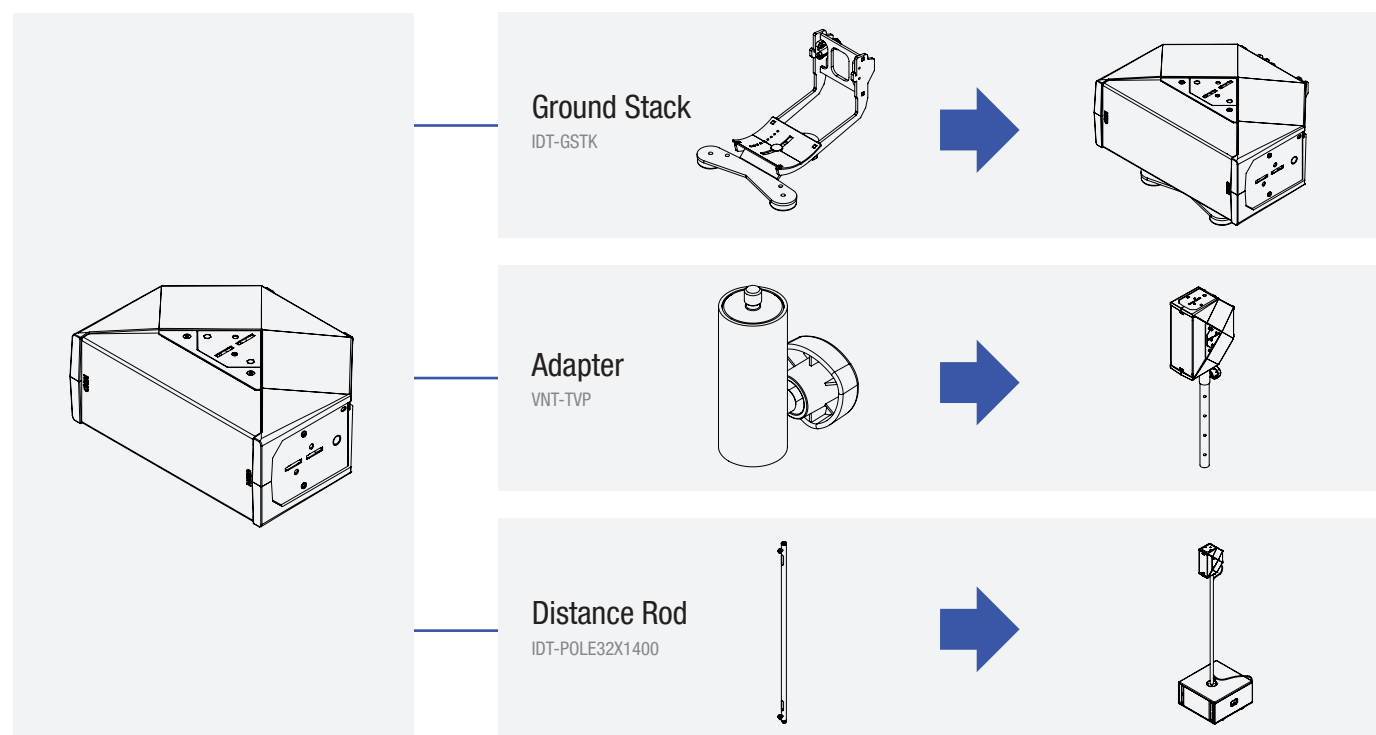 Ground Stack
IDT-GSTK
Adapter
VNT-TVP
Distance Rod
IDT-POLE32X1400